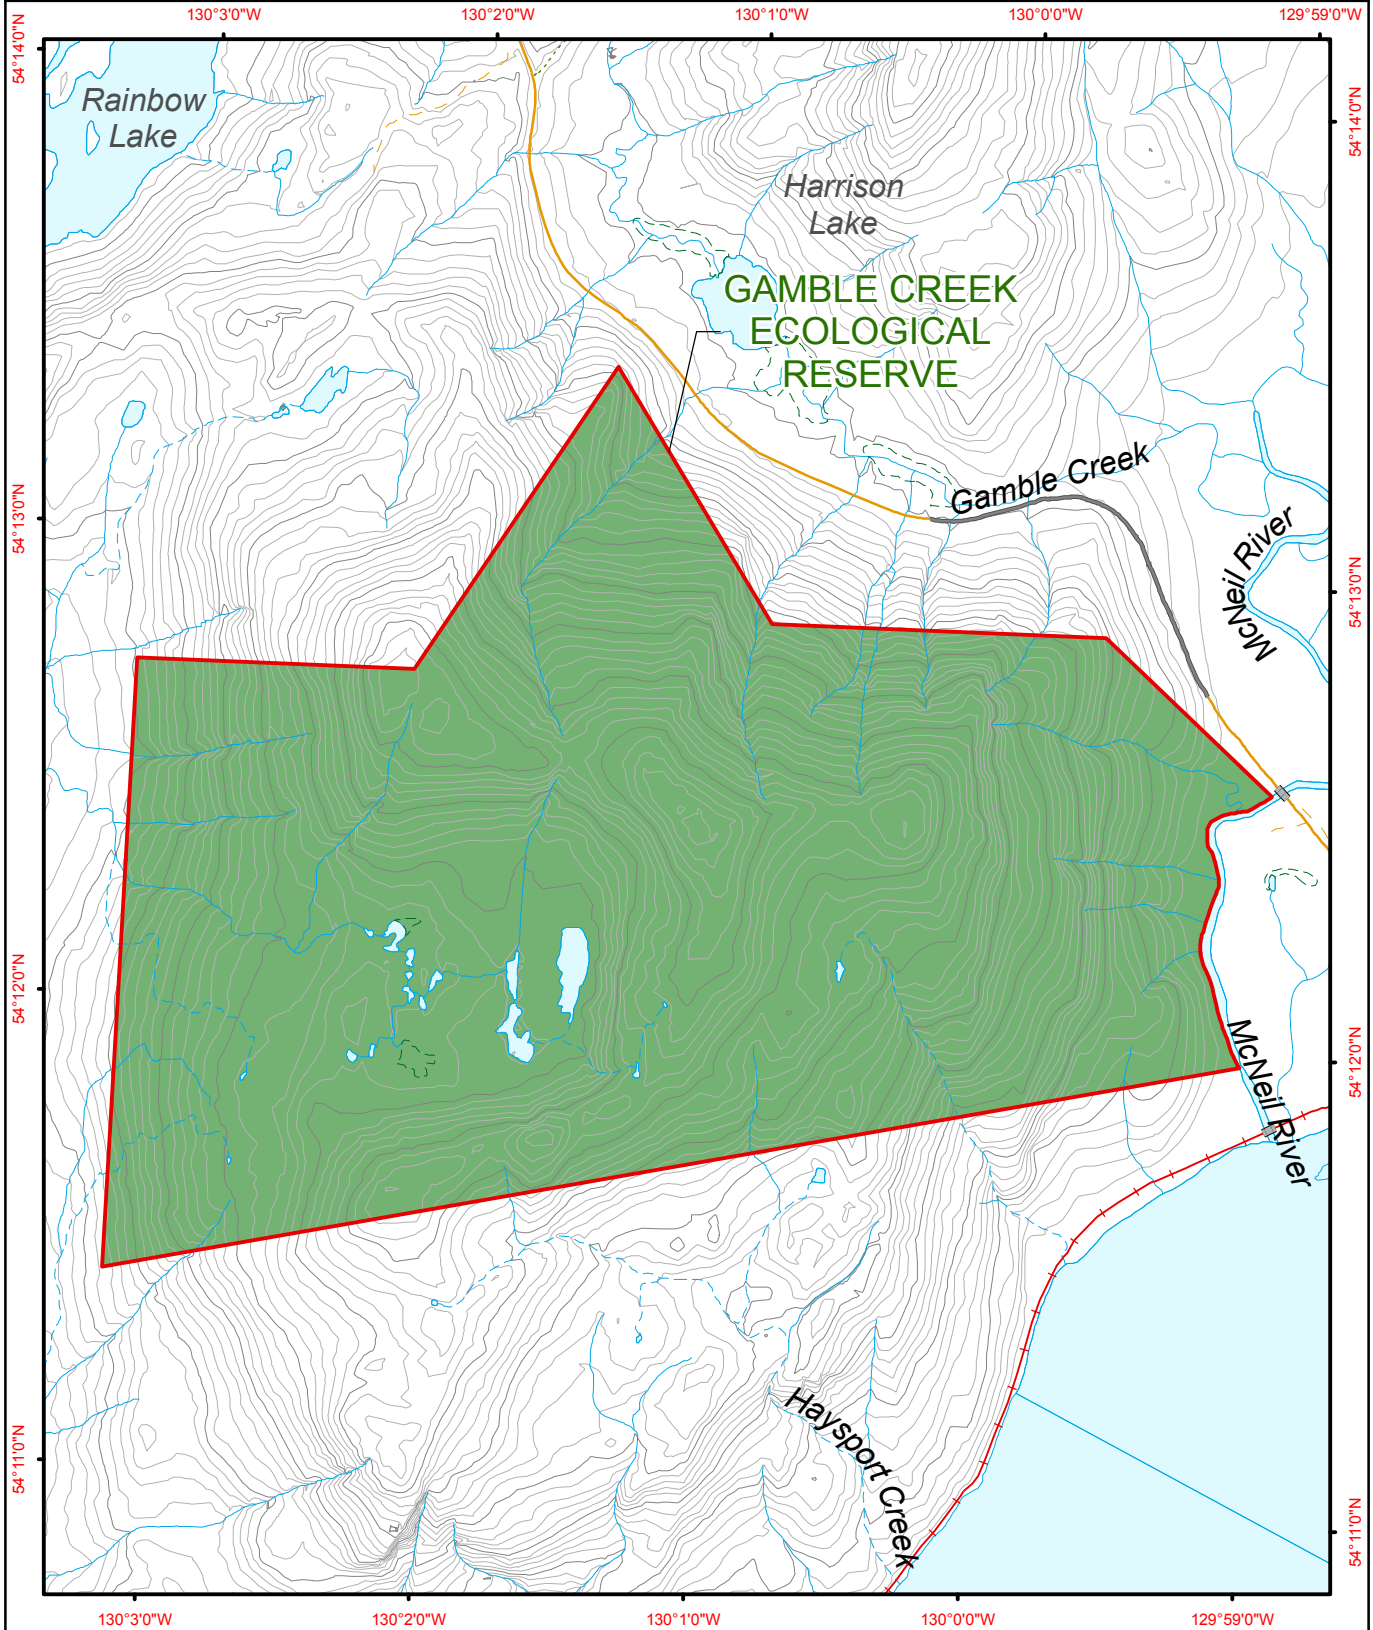 130°3'0"W
130°2'0"W
130°1'0"W
130°0'0"W
129°59'0"W
54°14'0"N
54°14'0"N
Rainbow
Lake
Harrison
Lake
GAMBLE CREEK
ECOLOGICAL
RESERVE
Gamble Creek
54°13'0"N
McNeil River
54°13'0"N
54°12'0"N
54°12'0"N
McNeil River
Haysport Creek
54°11'0"N
54°11'0"N
130°3'0"W
130°2'0"W
130°1'0"W
130°0'0"W
129°59'0"W